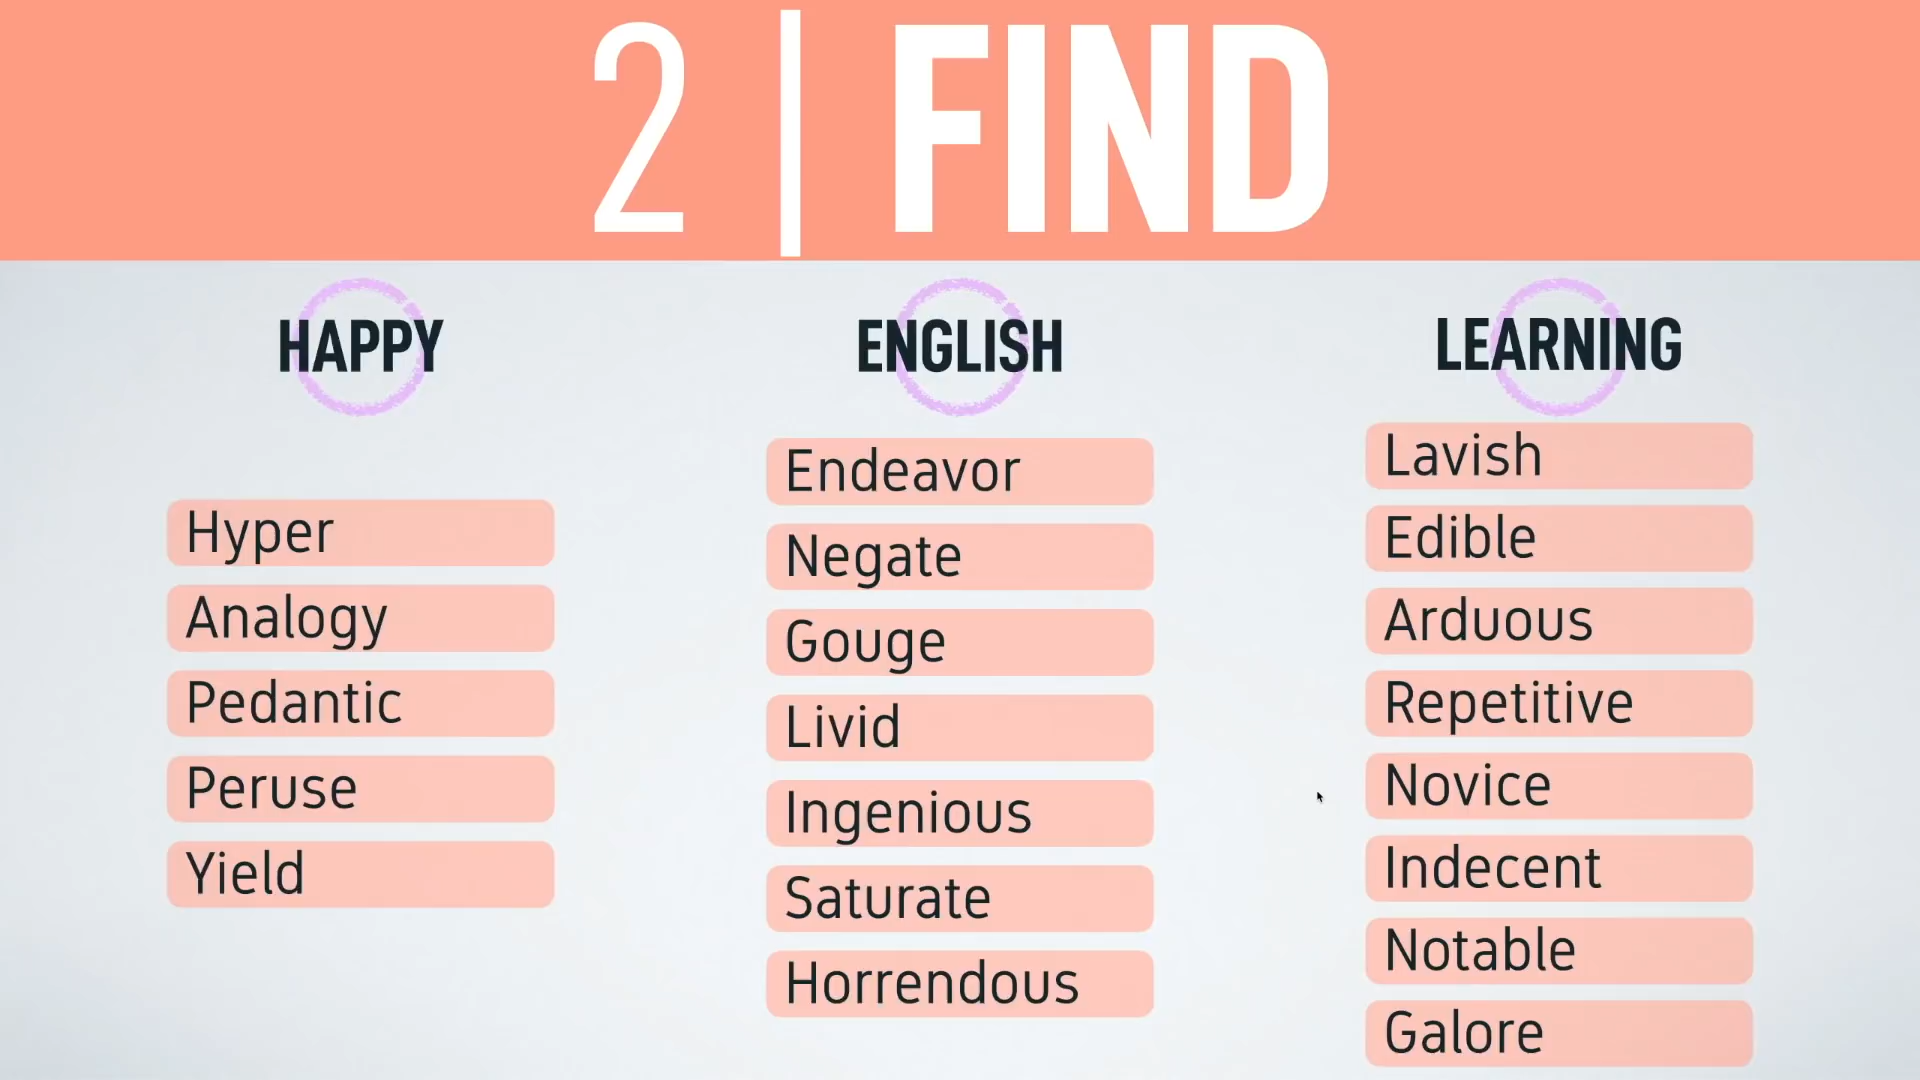 2 | FIND
HAPPY
Hyper
Analogy
Pedantic
Peruse
Yield
ENGLISH
Endeavor
Negate
Gouge
Livid
Ingenious
Saturate
Horrendous
LEARNING
Lavish
Edible
Arduous
Repetitive
Novice
Indecent
Notable
Galore